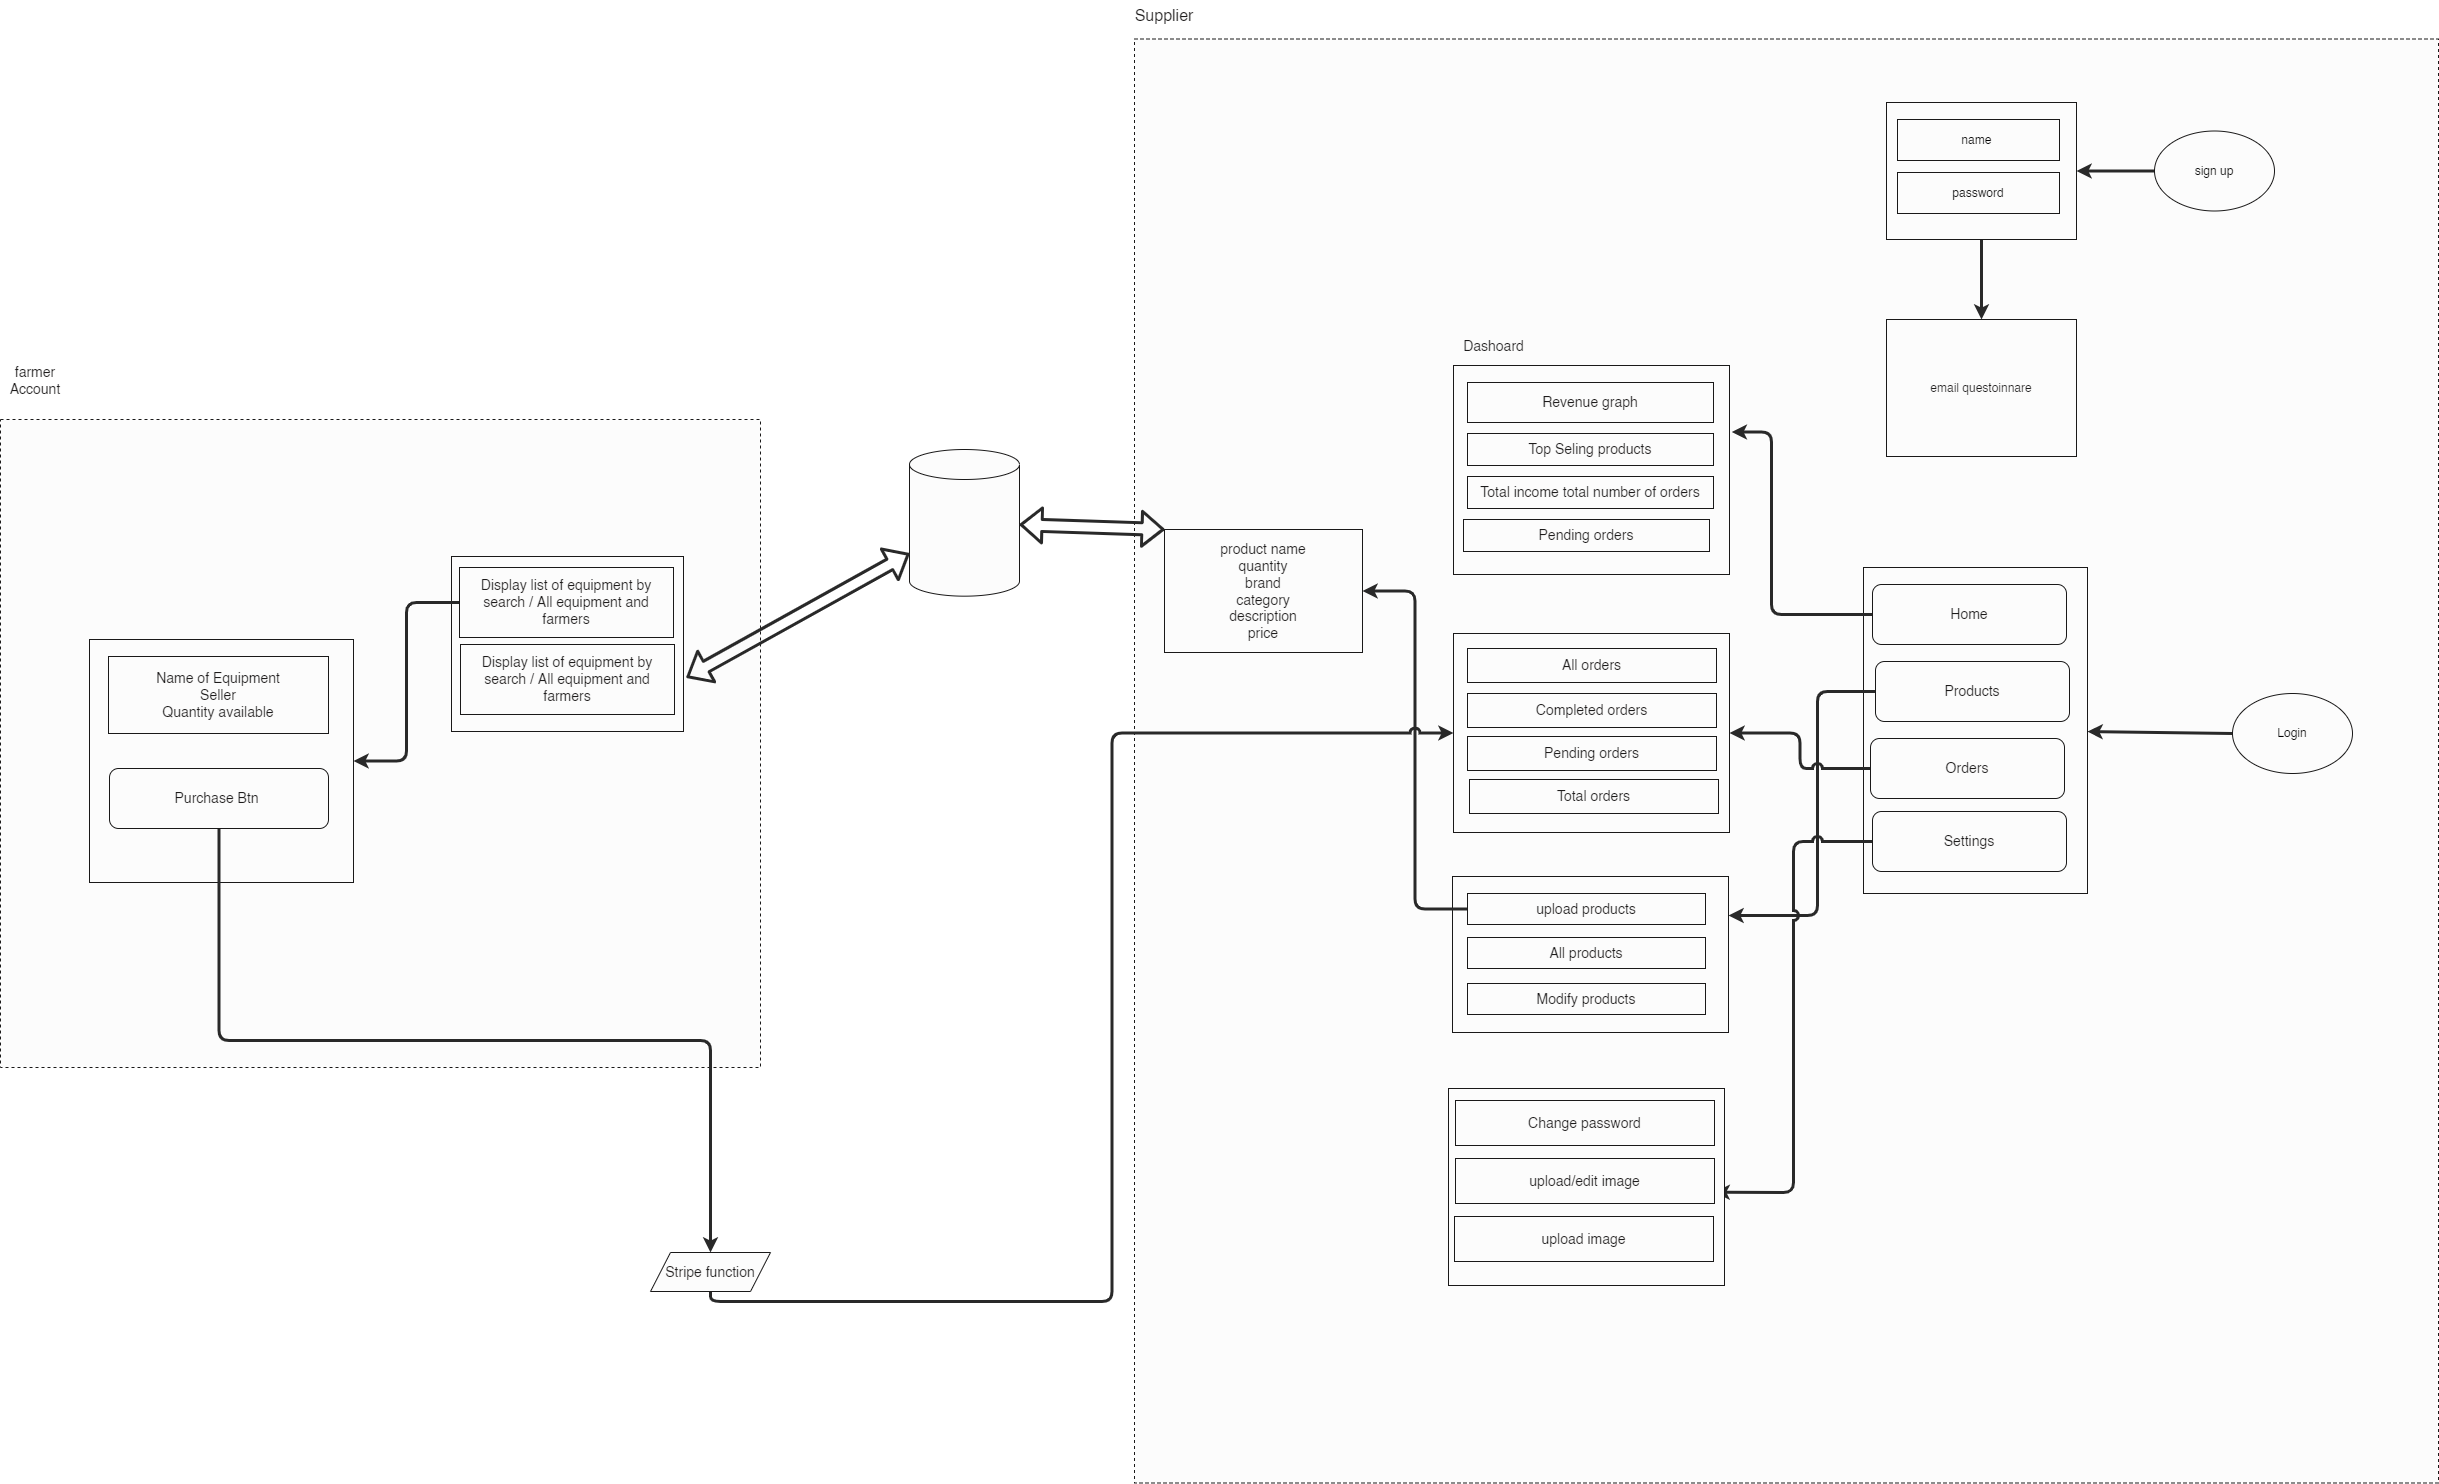 Supplier
name
password
sign up
email questoinnare
Dashoard
Revenue graph
Top Seling products
Total income total number of orders
Pending orders
farmer
Account
Display list of equipment by
search / All equipment and
farmers
Display list of equipment by
search / All equipment and
farmers
Name of Equipment
Seller
Quantity available
Purchase Btn
product name
quantity
brand
category
description
price
All orders
Completed orders
Pending orders
Total orders
Home
Products
Orders
Settings
Login
upload products
All products
Modify products
Change password
upload/edit image
upload image
Stripe function